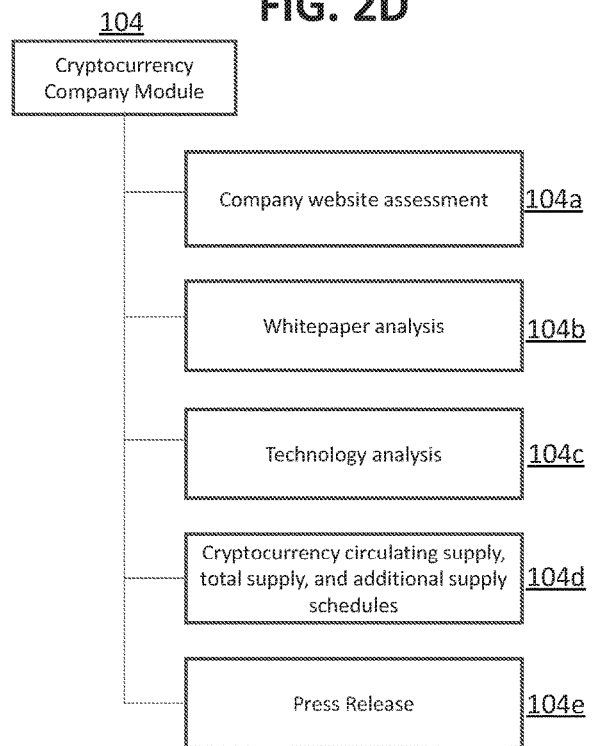 FIG. 2D
104
Cryptocurrency
Company Module
Company website assessment
104a
Whitepaper analysis
104b
Technology analysis
104c
Cryptocurrency circulating supply,
total supply, and additional supply
schedules
104d
Press Release
104e